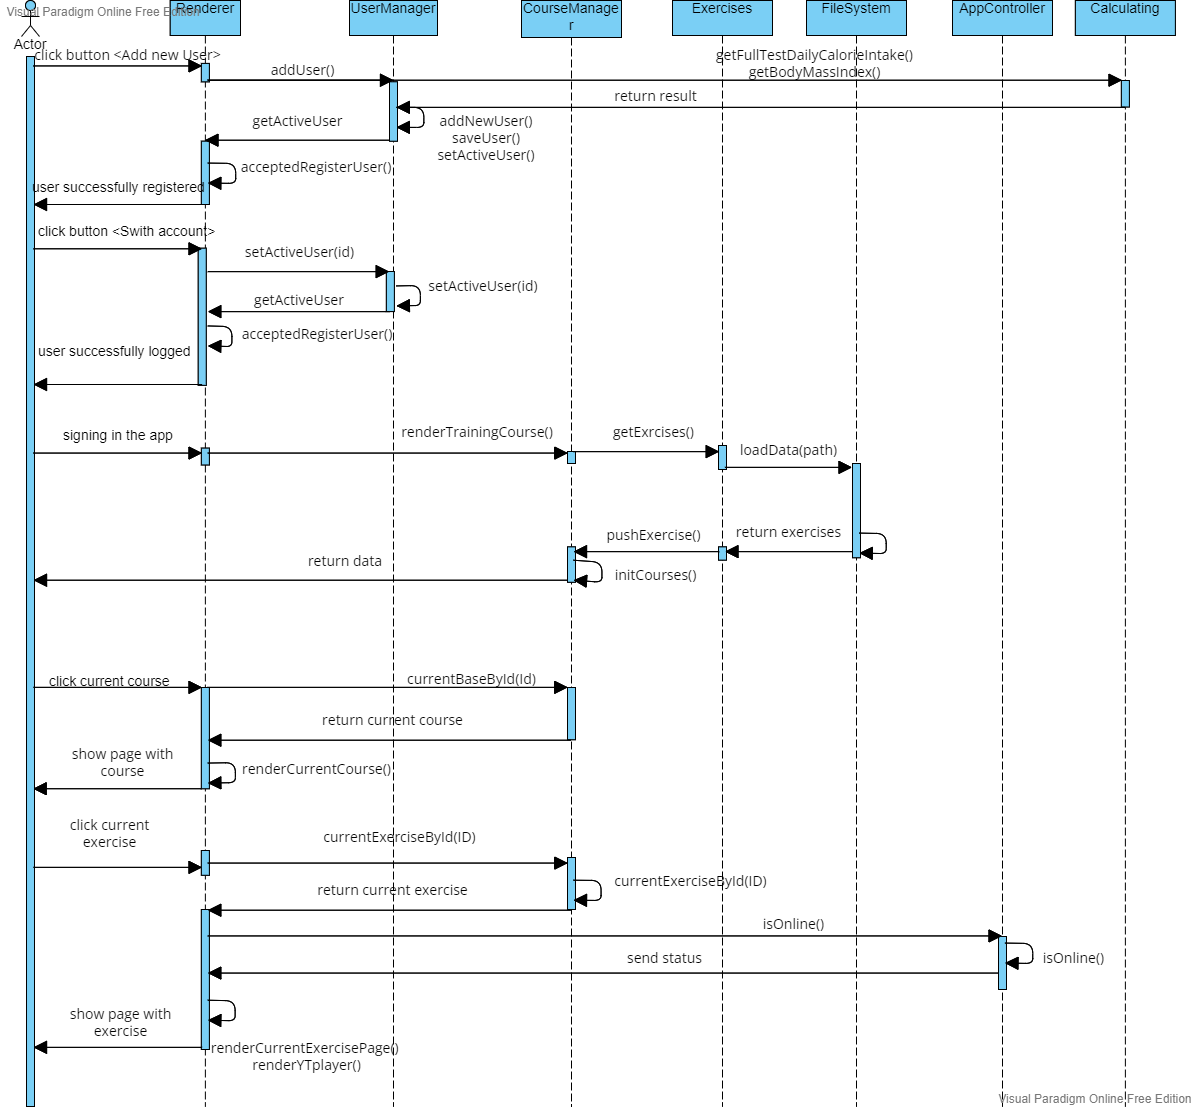 Visual Paradigm Online Free Edition
Actor
Renderer
UserManager
CourseManage
r
Exercises
FileSystem
AppController
Calculating
click button <Add new User>
addUser()
getFullTestDailyCalorieIntake()
getBodyMassIndex()
return result
addNewUser()
saveUser()
setActiveUser()
getActiveUser
acceptedRegisterUser()
user successfully registered
click button <Swith account>
setActiveUser(id)
setActiveUser(id)
getActiveUser
acceptedRegisterUser()
user successfully logged
signing in the app
renderTrainingCourse()
getExrcises()
loadData(path)
return exercises
pushExercise()
initCourses()
return data
click current course
currentBaseById(Id)
return current course
renderCurrentCourse()
show page with
course
click current
exercise
currentExerciseById(ID)
currentExerciseById(ID)
return current exercise
isOnline()
isOnline()
send status
show page with
exercise
renderCurrentExercisePage()
renderYTplayer()
Visual Paradigm Online Free Edition